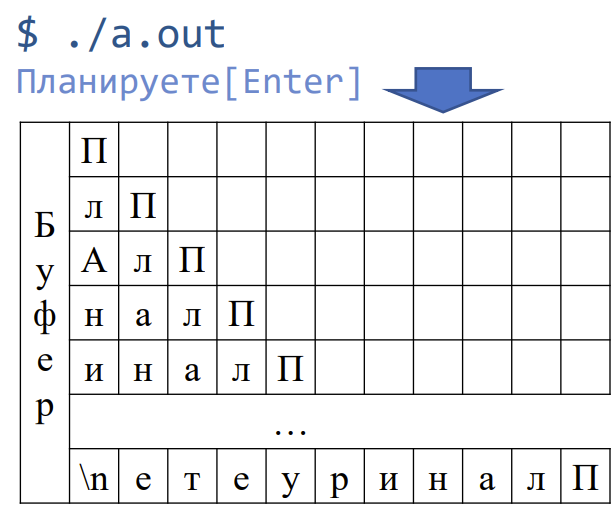 $ ./a.out
Планируете[Enter]
Буфер
П
л П
А л П
н а л П
и н а л П
…
\n е т е у р и н а л П